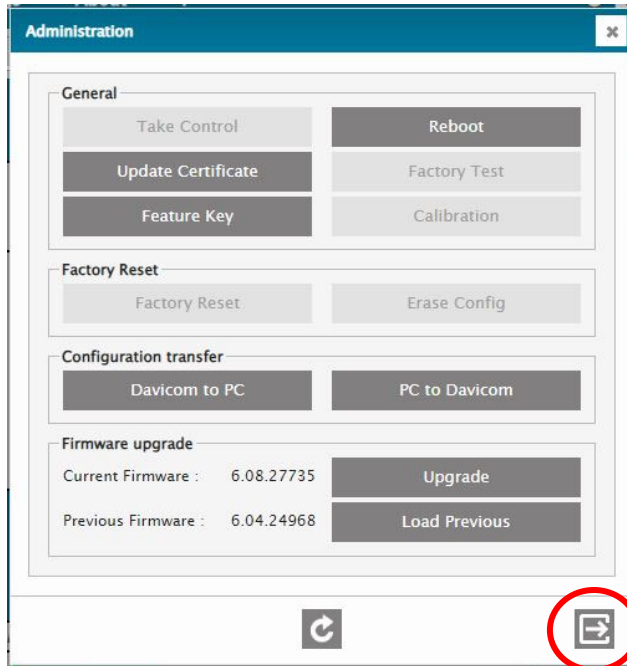 Administration
General
Take Control
Reboot
Update Certificate
Factory Test
Feature Key
Calibration
Factory Reset
Factory Reset
Erase Config
Configuration transfer
Davicom to PC
PC to Davicom
Firmware upgrade
Current Firmware : 6.08.27735
Upgrade
Previous Firmware : 6.04.24968
Load Previous